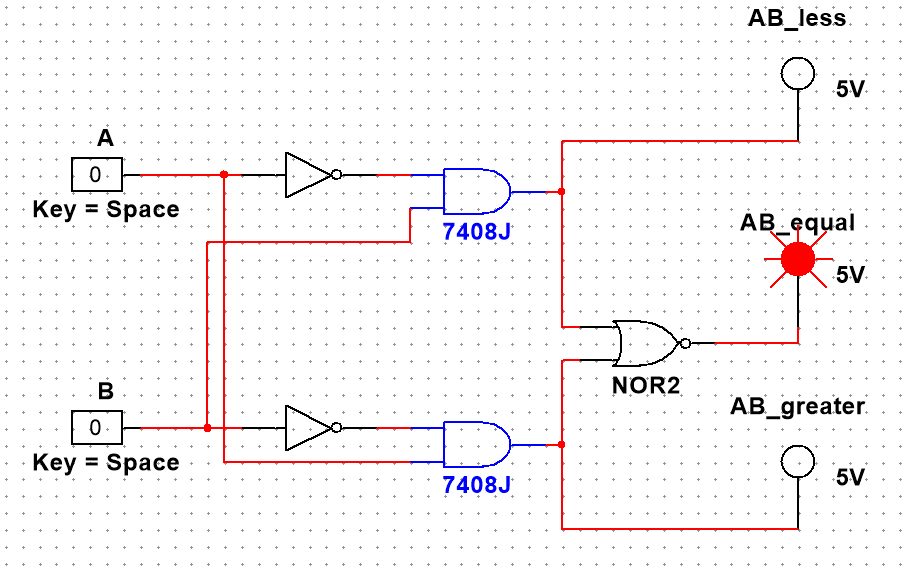 AB_less
5V
A
0
Key = Space
7408J
AB_equal
5V
NOR2
B
0
Key = Space
7408J
AB_greater
5V